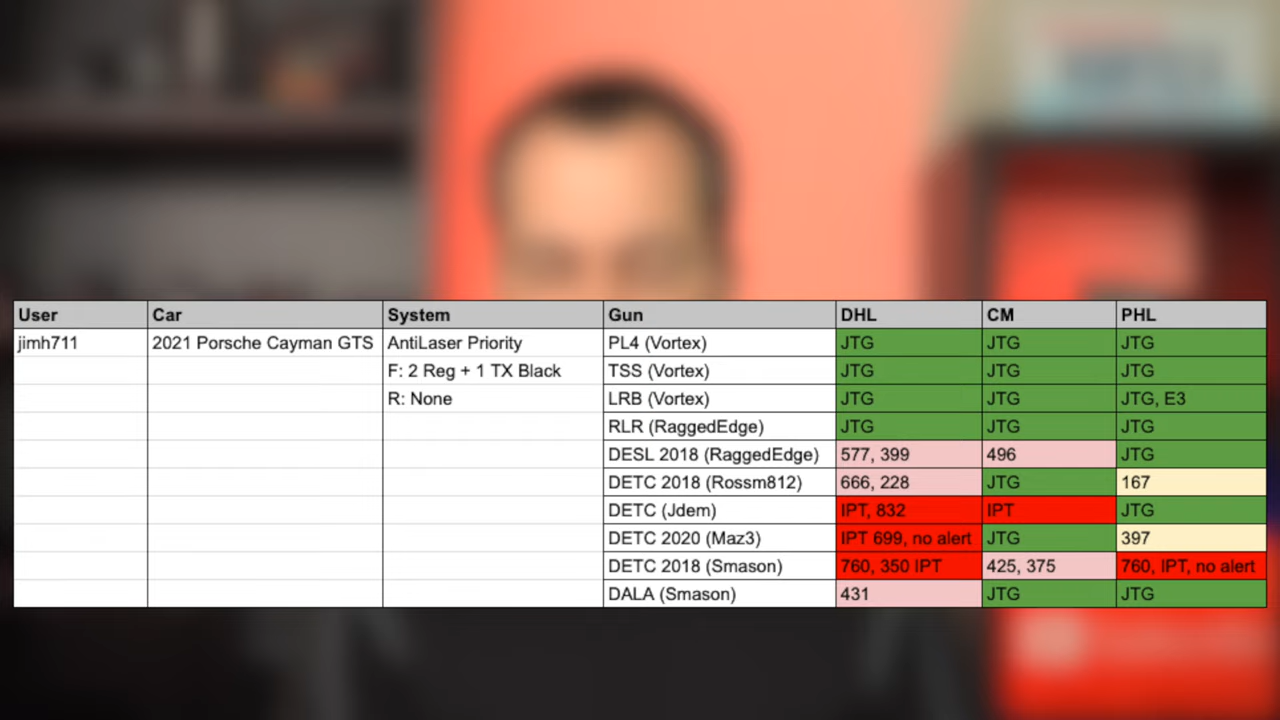 User Car System Gun DHL CM PHL
jimh711 2021 Porsche Cayman GTS AntiLaser Priority PL4 (Vortex) JTG JTG JTG
F: 2 Reg + 1 TX Black TSS (Vortex) JTG JTG JTG
R: None LRB (Vortex) JTG JTG JTG, E3
RLR (RaggedEdge) JTG JTG JTG
DESL 2018 (RaggedEdge) 577, 399 496 JTG
DETC 2018 (Rossm812) 666, 228 JTG 167
DETC (Jdem) IPT, 832 IPT JTG
DETC 2020 (Maz3) IPT 699, no alert JTG 397
DETC 2018 (Smason) 760, 350 IPT 425, 375 760, IPT, no alert
DALA (Smason) 431 JTG JTG